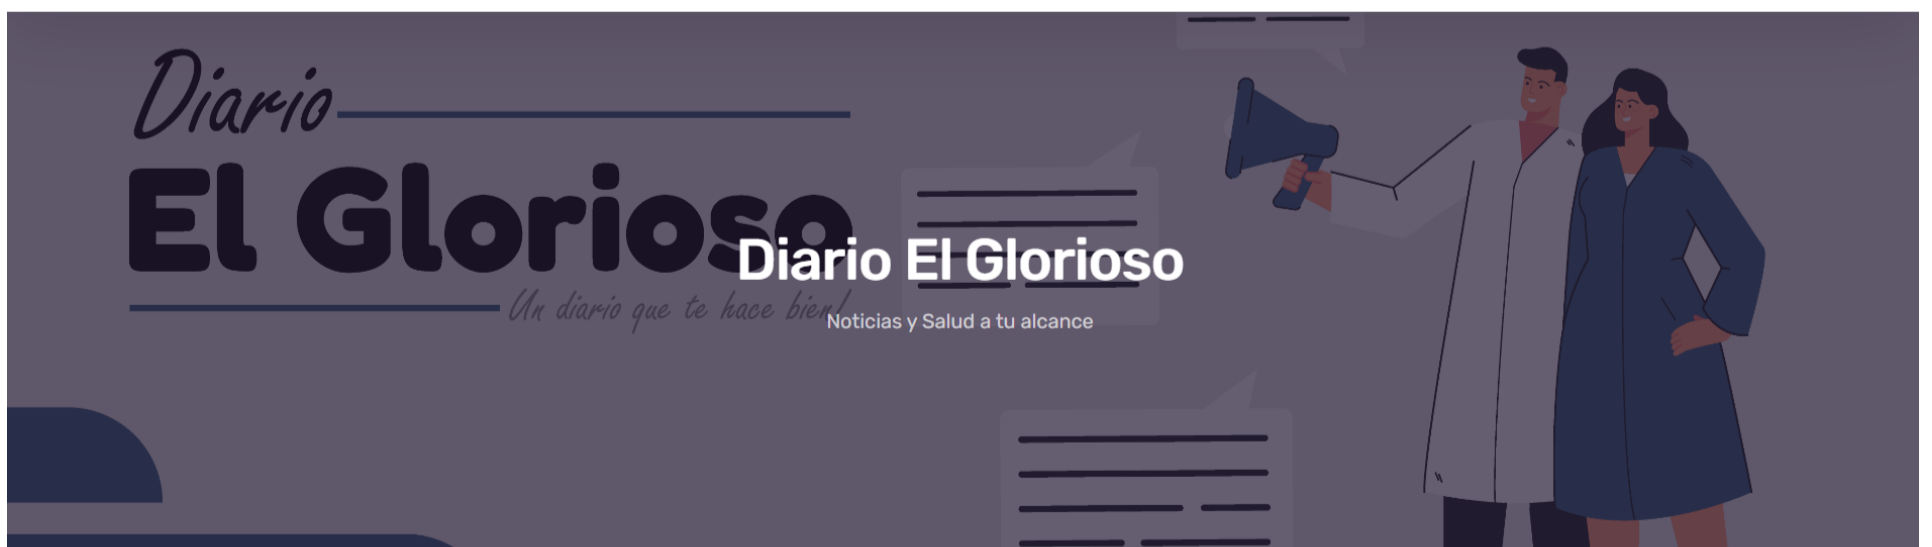 Diario
El Glorioso
Un diario que te hace bien!
Diario El Glorioso
Noticias y Salud a tu alcance